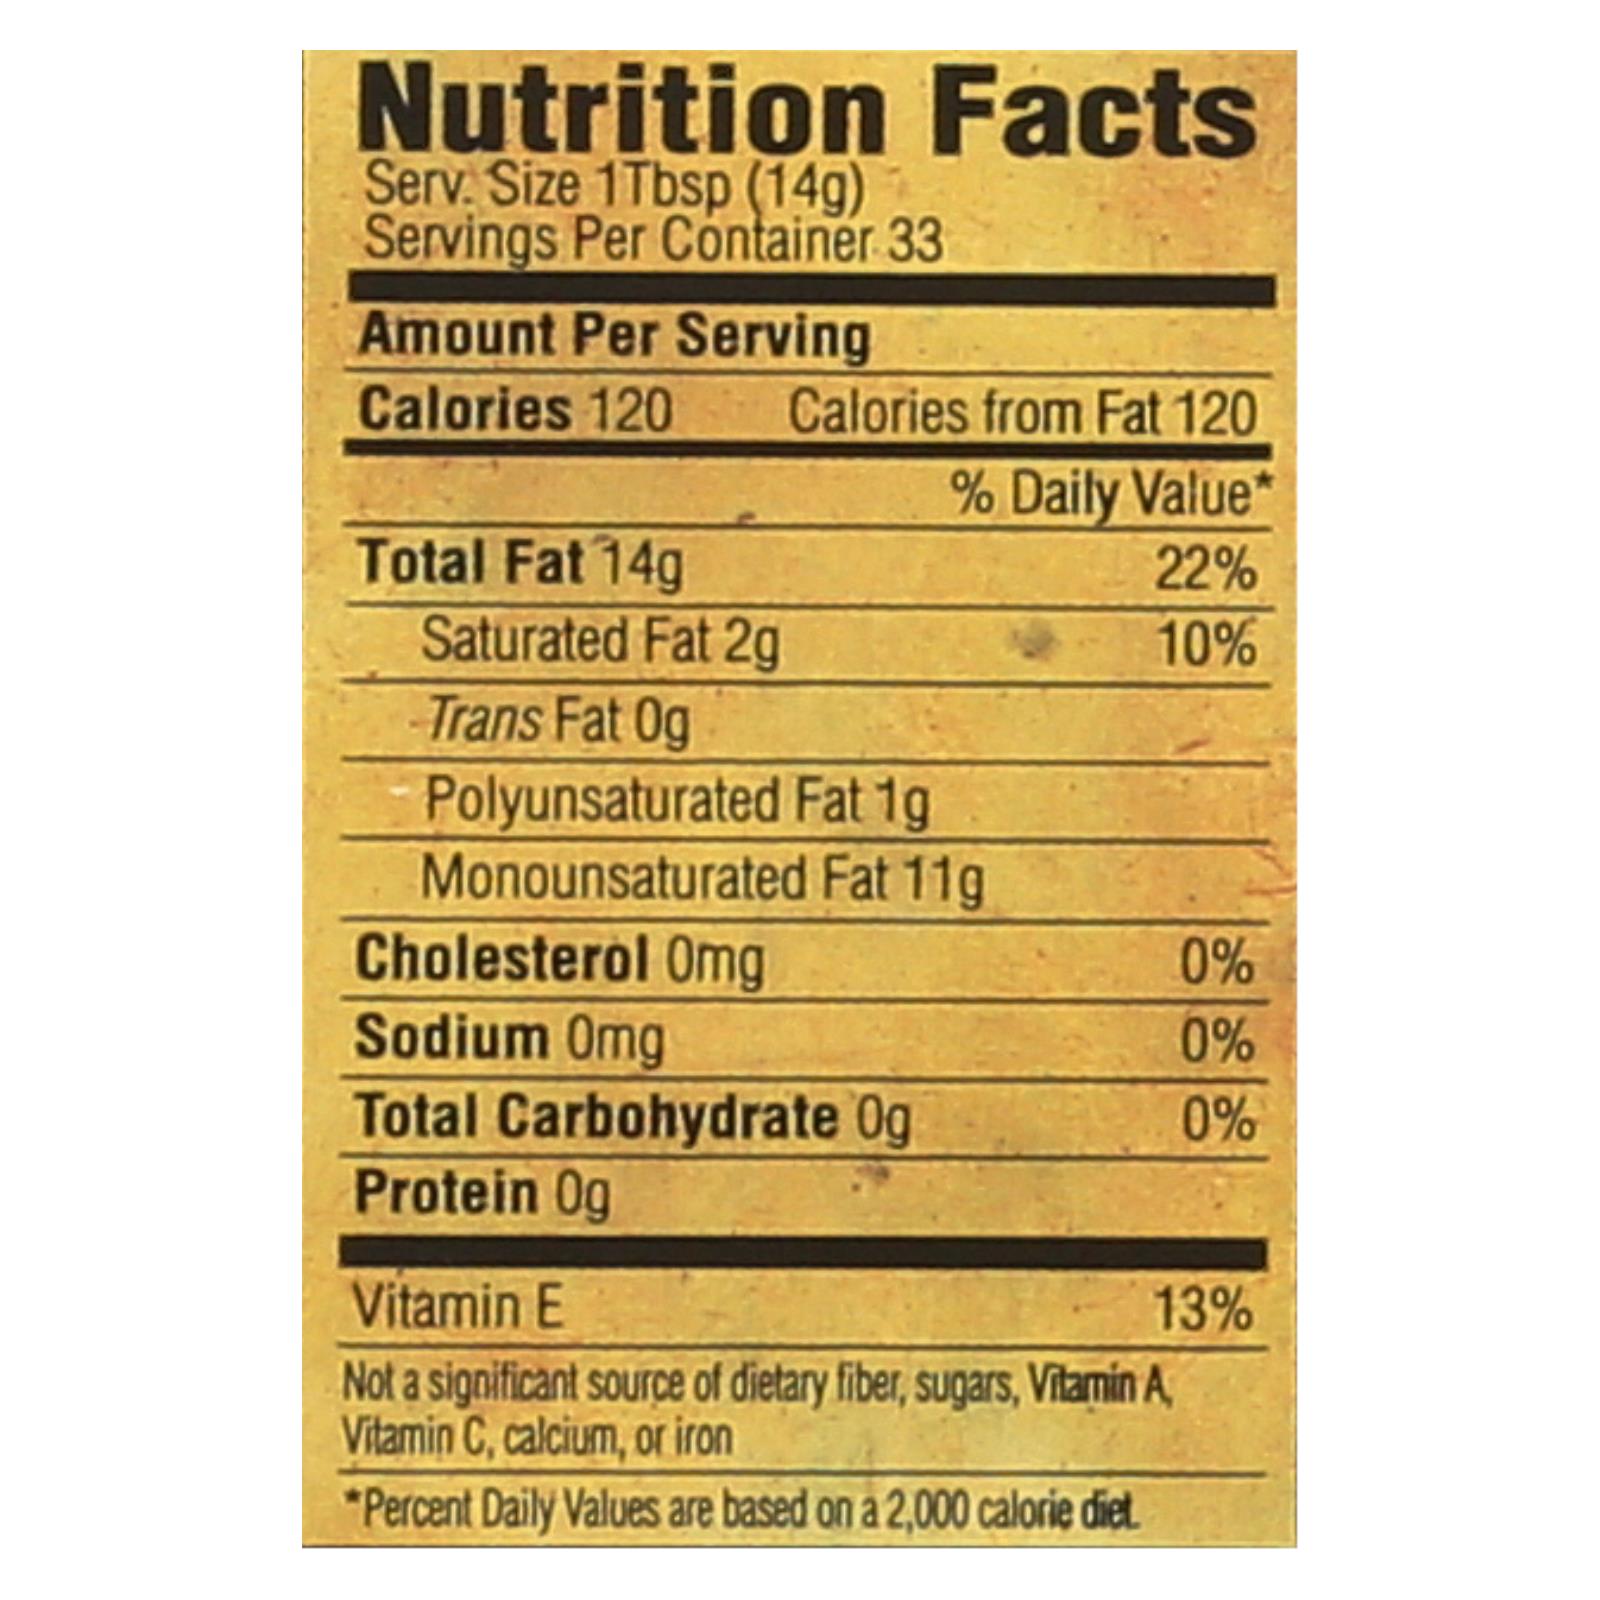 Nutrition Facts
Serv. Size 1Tbsp (14g)
Servings Per Container 33
Amount Per Serving
Calories 120 Calories from Fat 120
% Daily Value*
Total Fat 14g 22%
Saturated Fat 2g 10%
Trans Fat 0g
Polyunsaturated Fat 1g
Monounsaturated Fat 11g
Cholesterol 0mg 0%
Sodium 0mg 0%
Total Carbohydrate 0g 0%
Protein 0g
Vitamin E 13%
Not a significant source of dietary fiber, sugars, Vitamin A,
Vitamin C, calcium, or iron
*Percent Daily Values are based on a 2,000 calorie diet.